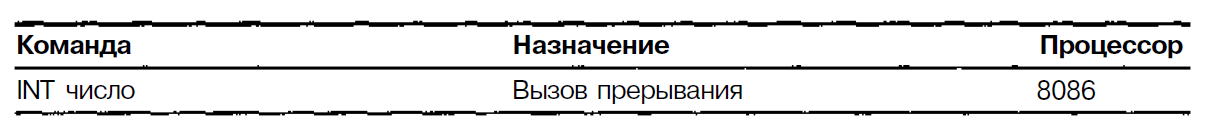 Команда Назначение Процессор
INT число Вызов прерывания 8086